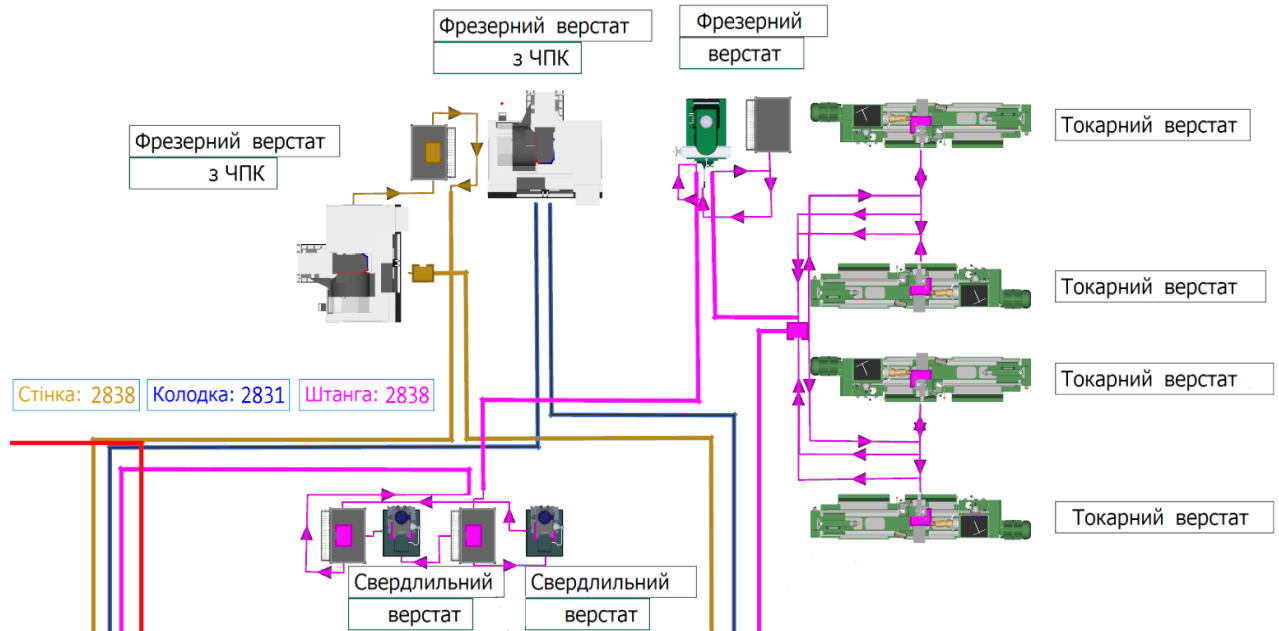 Фрезерний верстат
з ЧПК
Фрезерний
верстат
Токарний верстат
Фрезерний верстат
з ЧПК
Токарний верстат
Токарний верстат
Стінка: 2838
Колодка: 2831
Штанга: 2838
Токарний верстат
Свердлильний
верстат
Свердлильний
верстат